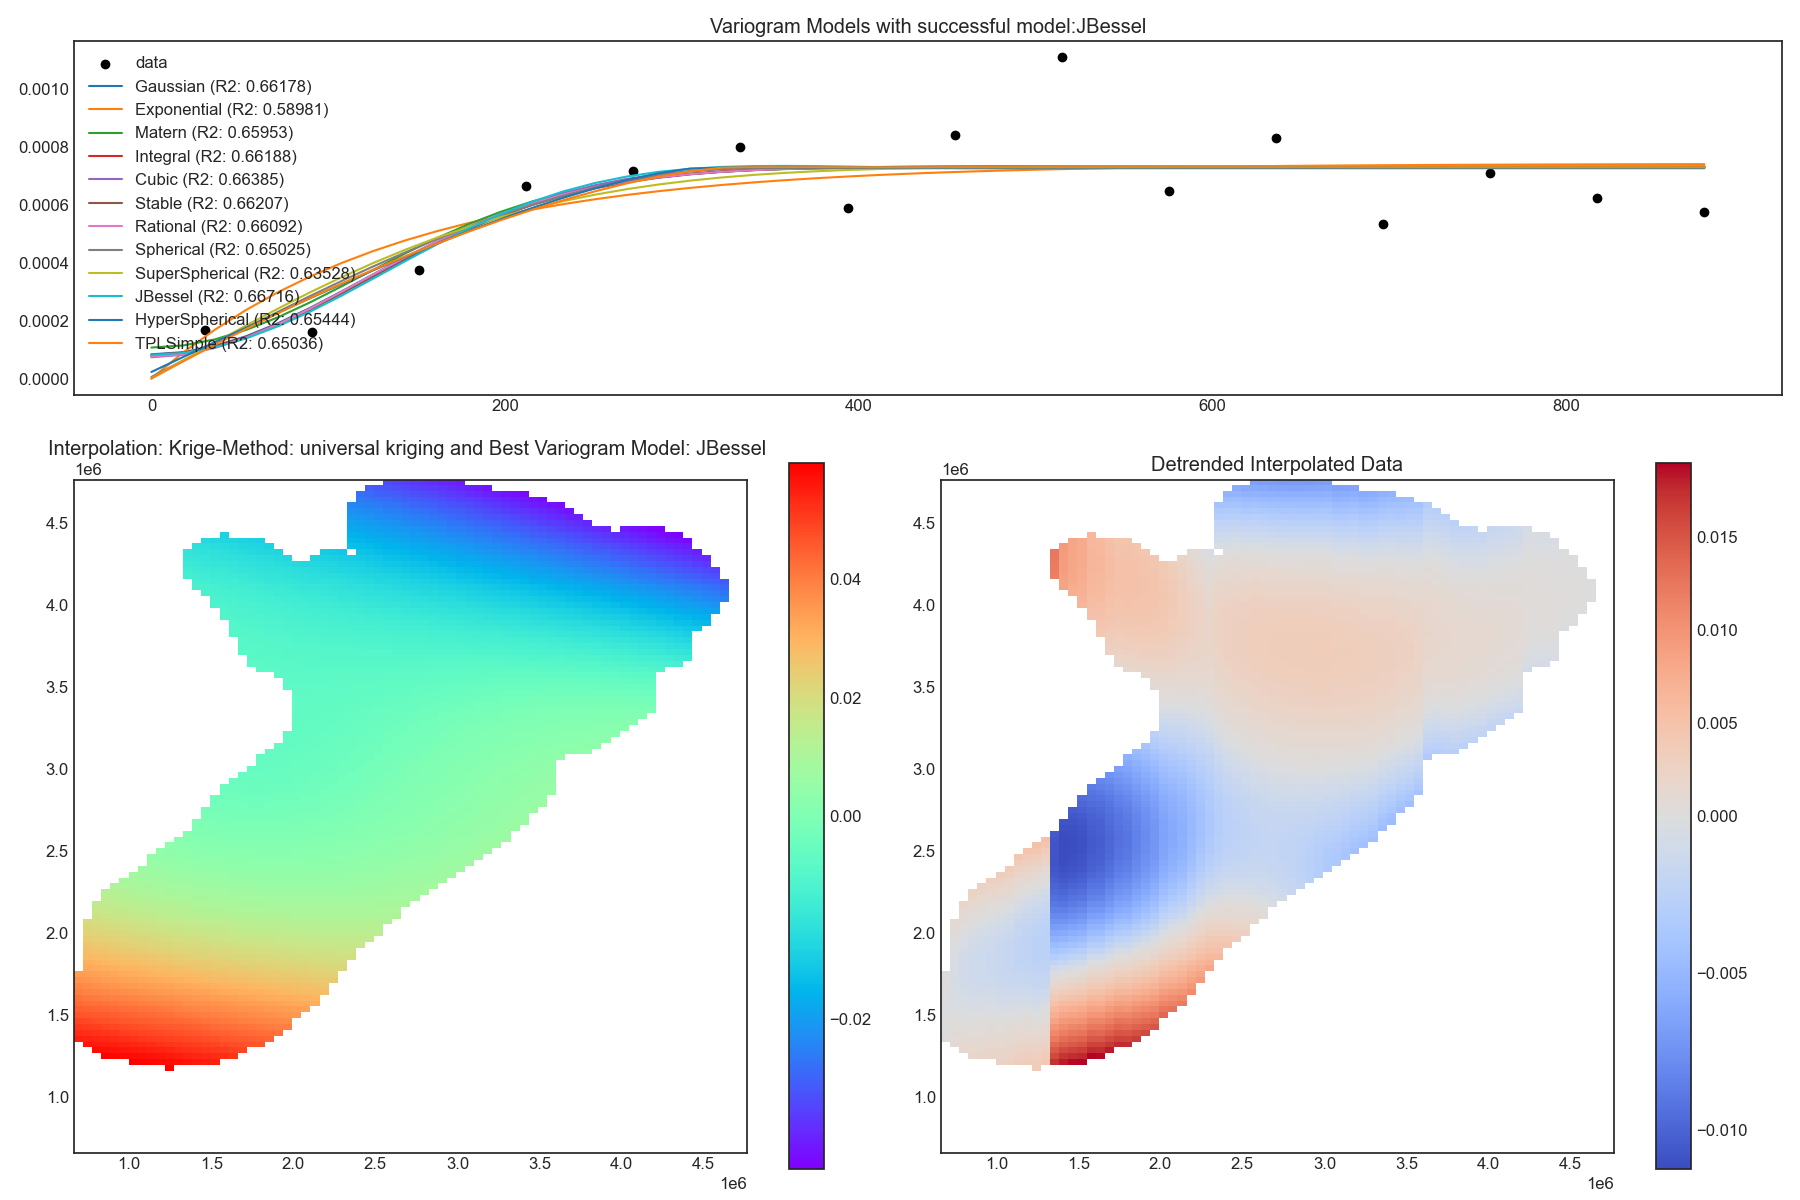 Variogram Models with successful model:JBessel
data
Gaussian (R2: 0.66178)
Exponential (R2: 0.58981)
Matern (R2: 0.65953)
Integral (R2: 0.66188)
Cubic (R2: 0.66385)
Stable (R2: 0.66207)
Rational (R2: 0.66092)
Spherical (R2: 0.65025)
SuperSpherical (R2: 0.63528)
JBessel (R2: 0.66716)
HyperSpherical (R2: 0.65444)
TPLSimple (R2: 0.65036)
0.0010
0.0008
0.0006
0.0004
0.0002
0.0000
0 200 400 600 800
Interpolation: Krige-Method: universal kriging and Best Variogram Model: JBessel
1e6
4.5
4.0
3.5
3.0
2.5
2.0
1.5
1.0
1.0 1.5 2.0 2.5 3.0 3.5 4.0 4.5
1e6
0.04
0.02
0.00
−0.02
Detrended Interpolated Data
1e6
4.5
4.0
3.5
3.0
2.5
2.0
1.5
1.0
1.0 1.5 2.0 2.5 3.0 3.5 4.0 4.5
1e6
0.015
0.010
0.005
0.000
−0.005
−0.010